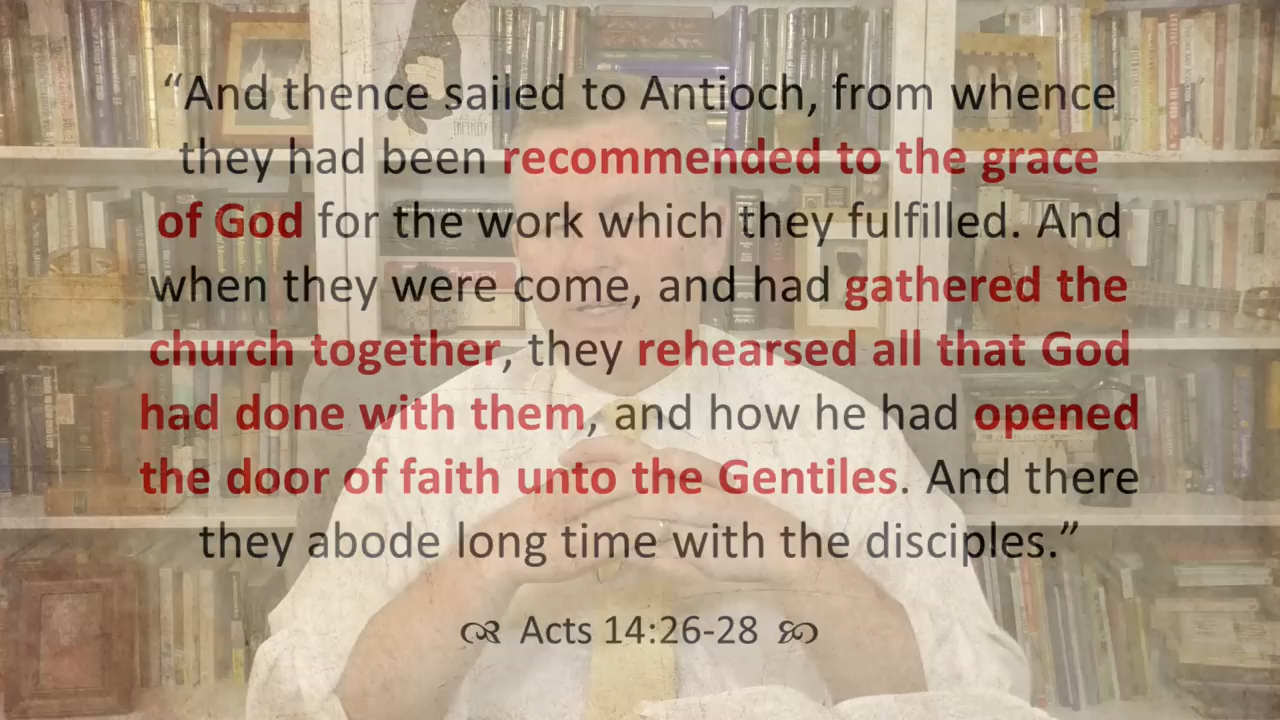 “And thence sailed to Antioch, from whence
they had been recommended to the grace
of God for the work which they fulfilled. And
when they were come, and had gathered the
church together, they rehearsed all that God
had done with them, and how he had opened
the door of faith unto the Gentiles. And there
they abode long time with the disciples.”
Acts 14:26-28